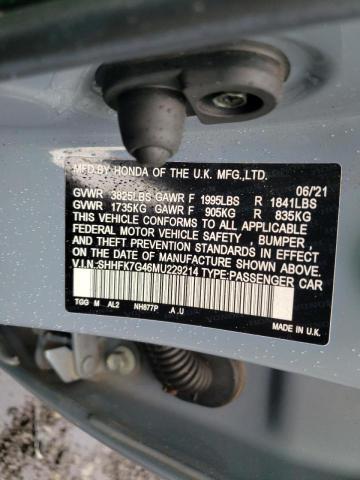 MFD.BY HONDA OF THE U.K. MFG.,LTD.
06/21
GVWR 3825LBS GAWR F 1995LBS R 1841LBS
GVWR 1735KG GAWR F 905KG R 835KG
THIS VEHICLE CONFORMS TO ALL APPLICABLE
FEDERAL MOTOR VEHICLE SAFETY , BUMPER ,
AND THEFT PREVENTION STANDARDS IN EFFECT
ON THE DATE OF MANUFACTURE SHOWN ABOVE.
V.I.N.:SHHFK7G46MU229214 TYPE:PASSENGER CAR
TGG M AL2 NH877P .A .U
MADE IN U.K.